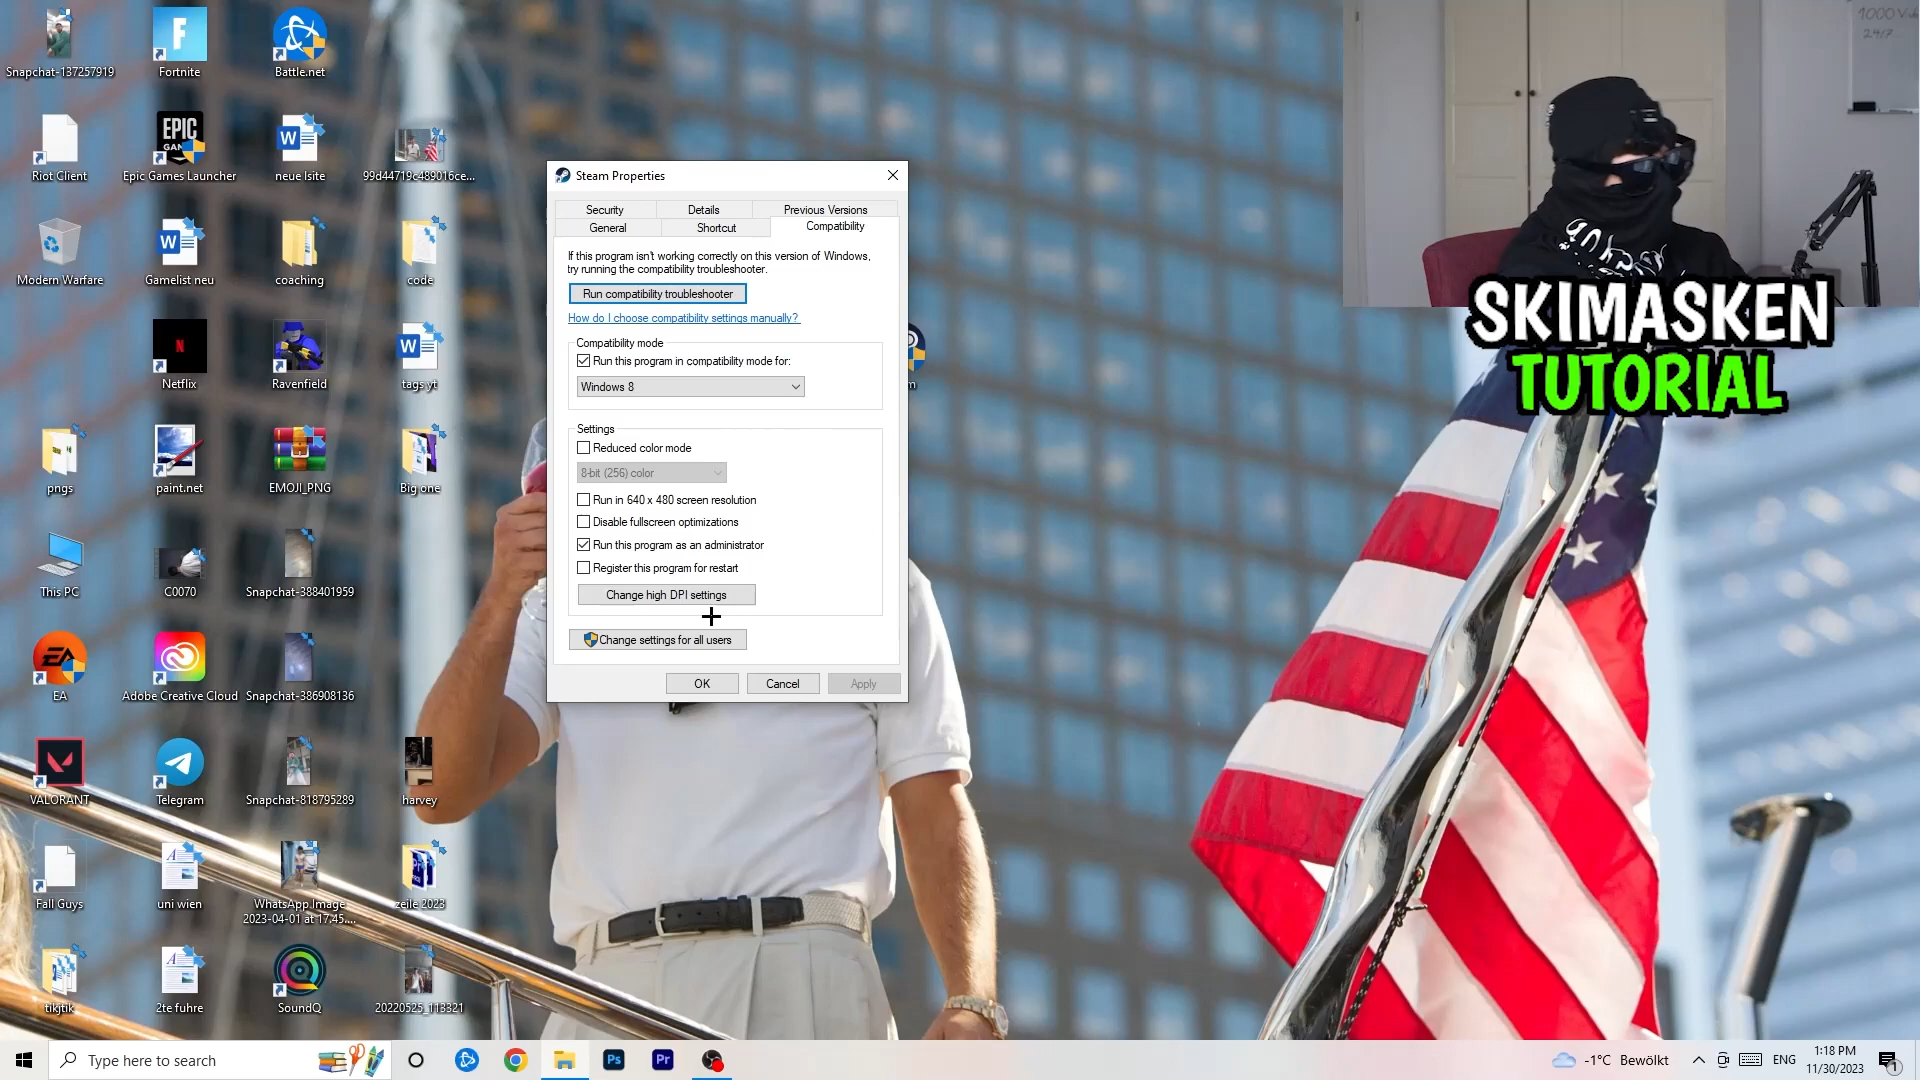 Snapchat-137257919
Fortnite
Battle.net
Riot Client
EPIC
Epic Games Launcher
neue lsite
99d44719c489016ce...
Modern Warfare
Gamelist neu
coaching
code
Netflix
Ravenfield
tags yt
pngs
paint.net
EMOJI_PNG
Big one
This PC
C0070
Snapchat-388401959
EA
Adobe Creative Cloud
Snapchat-386908136
VALORANT
Telegram
Snapchat-818795289
harvey
Fall Guys
uni wien
WhatsApp Image
2023-04-01 at 17.45....
zeile 2023
tikjtik
2te fuhre
SoundQ
20220525_113321
Steam Properties
Security
Details
Previous Versions
General
Shortcut
Compatibility
If this program isn't working correctly on this version of Windows,
try running the compatibility troubleshooter.
Run compatibility troubleshooter
How do I choose compatibility settings manually?
Compatibility mode
Run this program in compatibility mode for:
Windows 8
Settings
Reduced color mode
8-bit (256) color
Run in 640 x 480 screen resolution
Disable fullscreen optimizations
Run this program as an administrator
Register this program for restart
Change high DPI settings
Change settings for all users
OK
Cancel
Apply
SKIMASKEN
TUTORIAL
Type here to search
Ps
Pr
-1°C Bewölkt
ENG
1:18 PM
11/30/2023
1